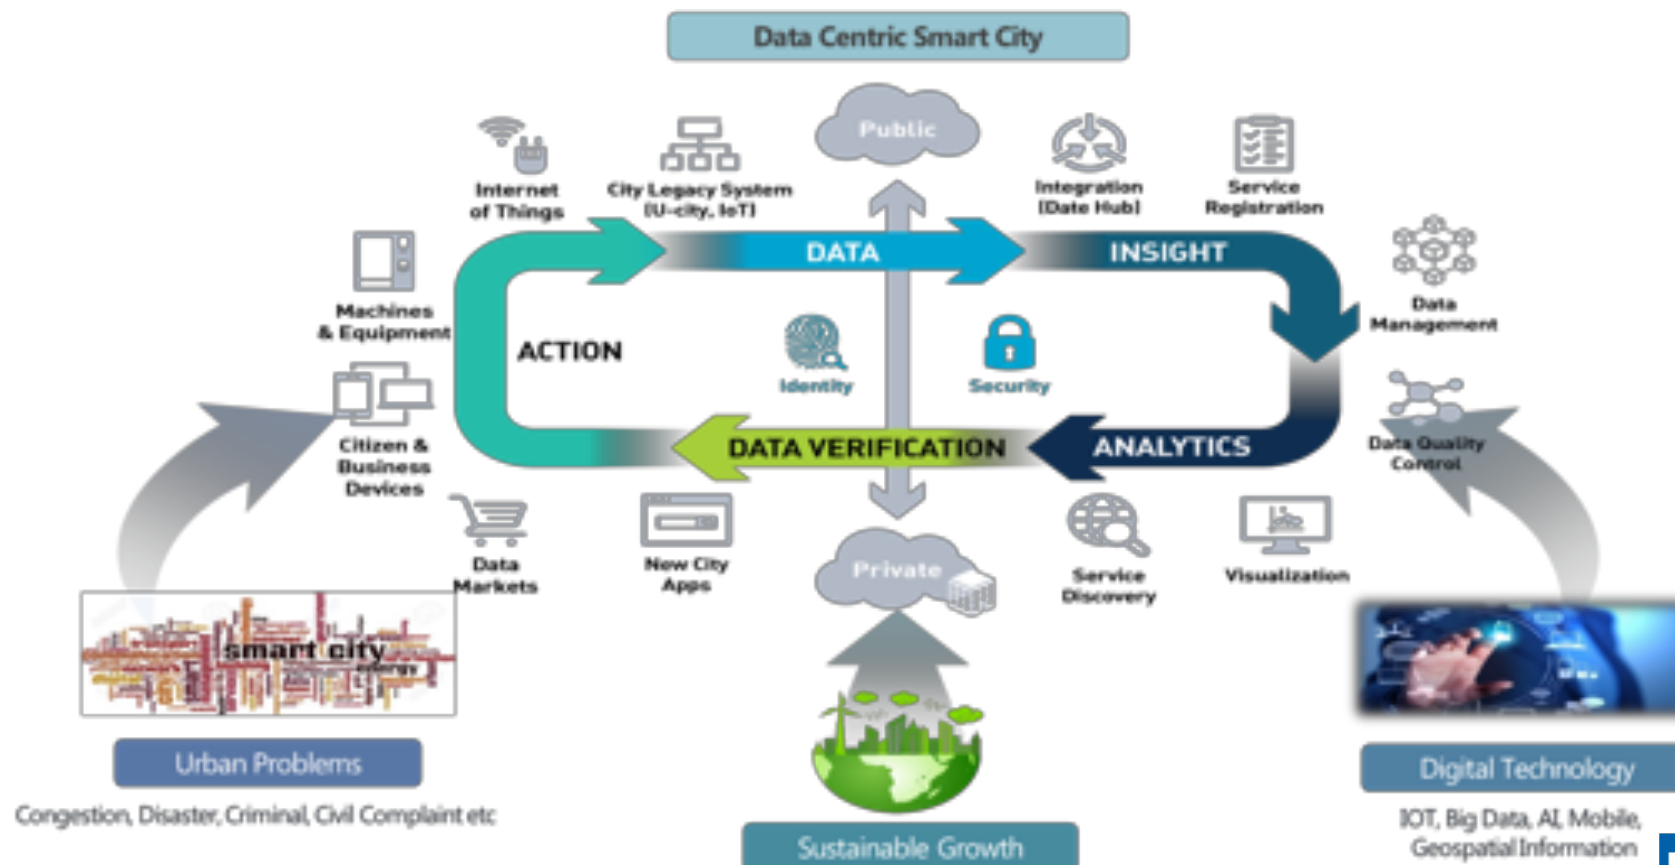 Data Centric Smart City
Public
Internet
of Things
City Legacy System
(U-city, IoT)
Integration
(Date Hub)
Service
Registration
DATA
INSIGHT
Machines
& Equipment
Data
Management
ACTION
Identity
Security
Citizen &
Business
Devices
DATA VERIFICATION
ANALYTICS
Data Quality
Control
Data
Markets
New City
Apps
Private
Service
Discovery
Visualization
smart city
energy
Urban Problems
Congestion, Disaster, Criminal, Civil Complaint etc
Digital Technology
IOT, Big Data, AI, Mobile,
Geospatial Information
Sustainable Growth